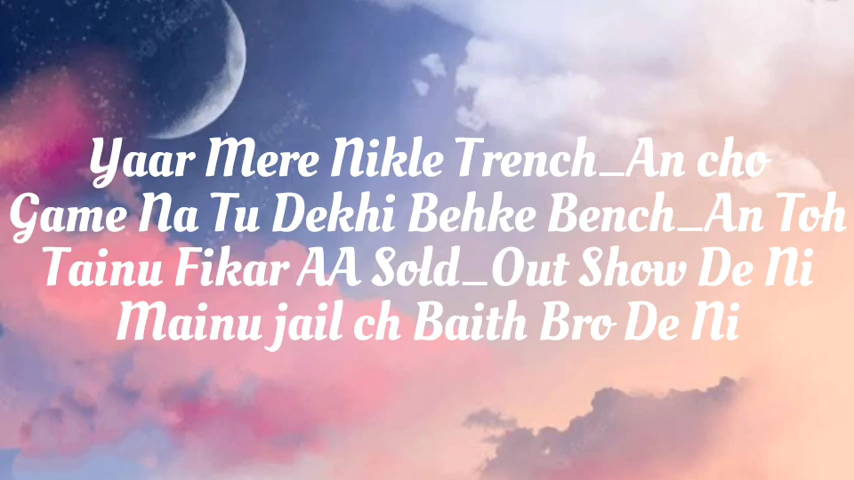 Yaar Mere Nikle Trench_An cho
Game Na Tu Dekhi Behke Bench_An Toh
Tainu Fikar AA Sold_Out Show De Ni
Mainu jail ch Baith Bro De Ni